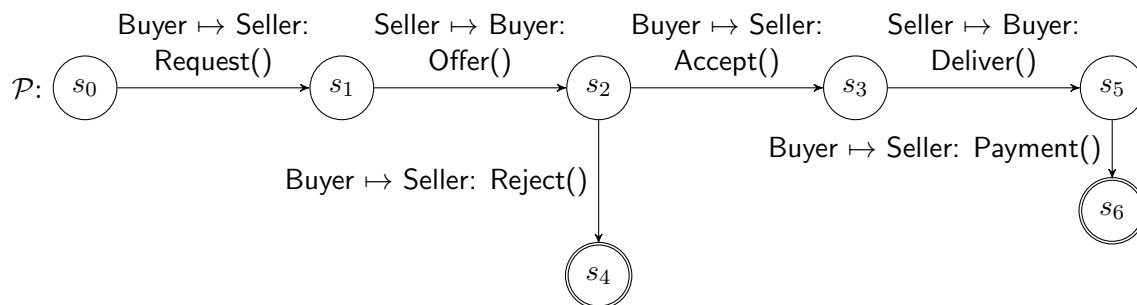 Buyer ↦ Seller: Seller ↦ Buyer: Buyer ↦ Seller: Seller ↦ Buyer:
Request() Offer() Accept() Deliver()
𝒫: s₀ s₁ s₂ s₃ s₅
Buyer ↦ Seller: Payment()
Buyer ↦ Seller: Reject()
s₆
s₄